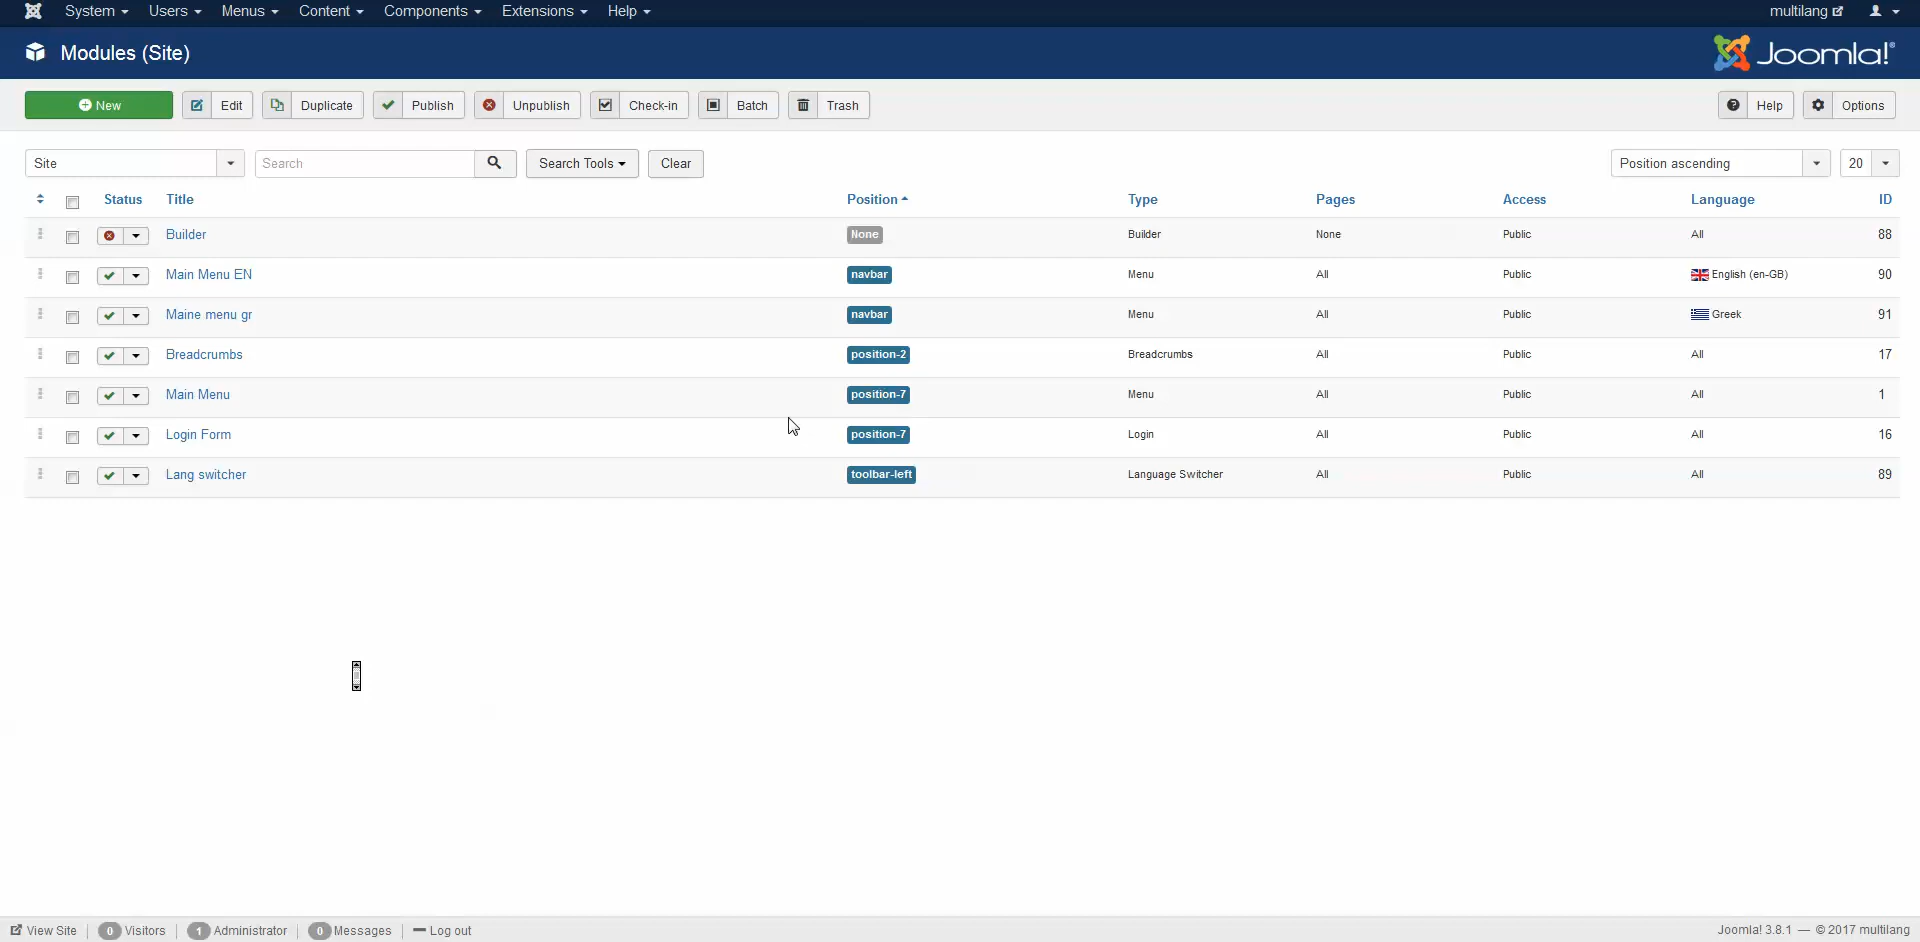 System Users Menus Content Components Extensions Help multilang
Modules (Site) Joomla!®
New Edit Duplicate Publish Unpublish Check-in Batch Trash Help Options
Site Search Search Tools Clear Position ascending 20
Status Title Position Type Pages Access Language ID
Builder None Builder None Public All 88
Main Menu EN navbar Menu All Public English (en-GB) 90
Maine menu gr navbar Menu All Public Greek 91
Breadcrumbs position-2 Breadcrumbs All Public All 17
Main Menu position-7 Menu All Public All 1
Login Form position-7 Login All Public All 16
Lang switcher toolbar-left Language Switcher All Public All 89
View Site 0 Visitors 1 Administrator 0 Messages Log out Joomla! 3.8.1 — © 2017 multilang